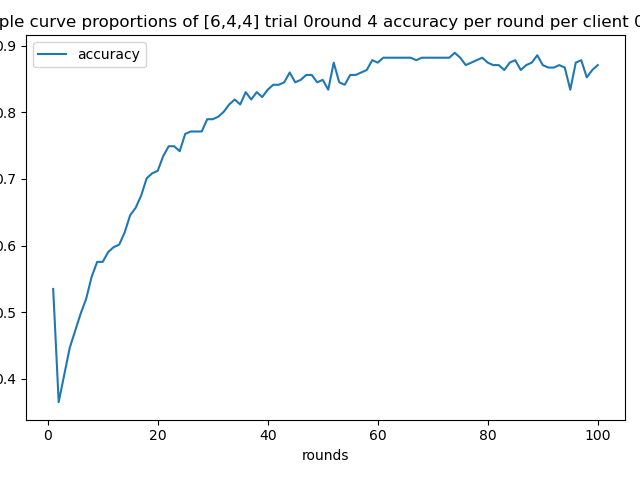 ple curve proportions of [6,4,4] trial 0round 4 accuracy per round per client 0
accuracy
0.9
0.8
0.7
0.6
0.5
0.4
0 20 40 60 80 100
rounds